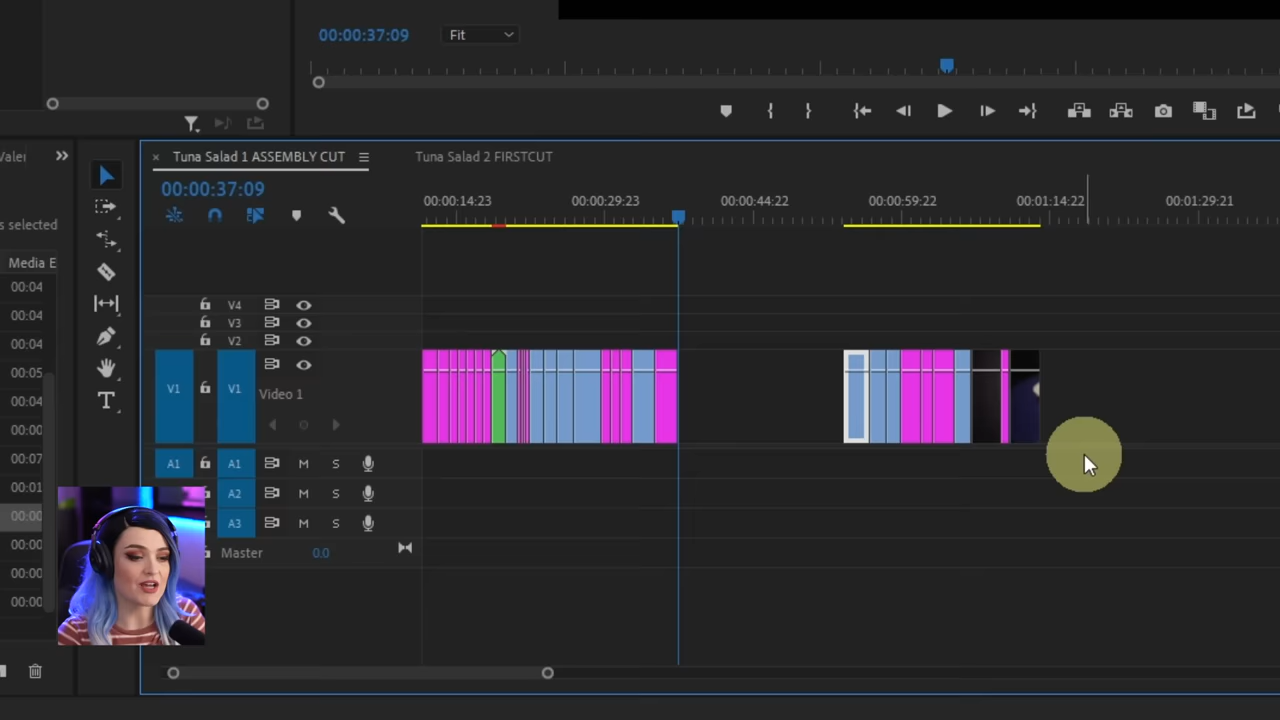 00:00:37:09 Fit
Valer
Tuna Salad 1 ASSEMBLY CUT
Tuna Salad 2 FIRSTCUT
00:00:37:09
00:00:14:23 00:00:29:23 00:00:44:22 00:00:59:22 00:01:14:22 00:01:29:21
s selected
Media E
00:04
00:04
00:04
00:05
00:04
00:00
00:07
00:01
00:00
00:00
00:00
00:00
V4
V3
V2
V1 V1 Video 1
A1 A1 M S
A2 M S
A3 M S
Master 0.0